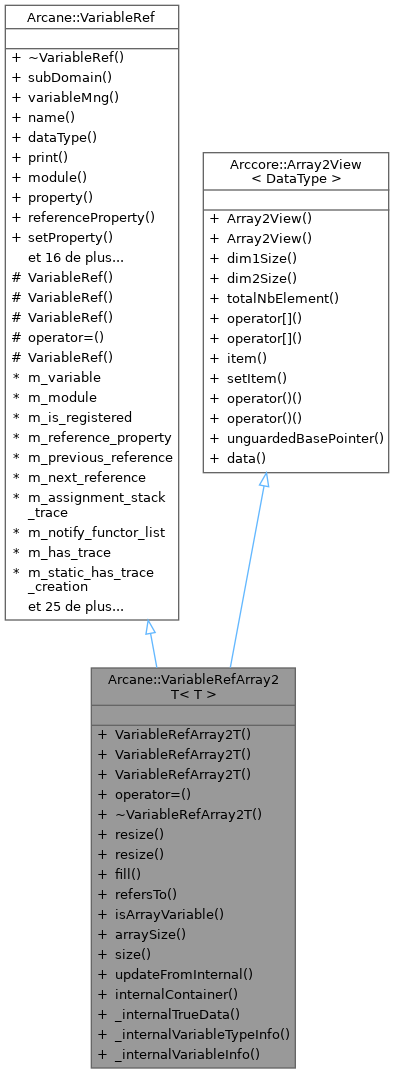 Arcane::VariableRef
+ ~VariableRef()
+ subDomain()
+ variableMng()
+ name()
+ dataType()
+ print()
+ module()
+ property()
+ referenceProperty()
+ setProperty()
et 16 de plus...
# VariableRef()
# VariableRef()
# VariableRef()
# operator=()
# VariableRef()
* m_variable
* m_module
* m_is_registered
* m_reference_property
* m_previous_reference
* m_next_reference
* m_assignment_stack
_trace
* m_notify_functor_list
* m_has_trace
* m_static_has_trace
_creation
et 25 de plus...
Arccore::Array2View
< DataType >
+ Array2View()
+ Array2View()
+ dim1Size()
+ dim2Size()
+ totalNbElement()
+ operator[]()
+ operator[]()
+ item()
+ setItem()
+ operator()()
+ operator()()
+ unguardedBasePointer()
+ data()
Arcane::VariableRefArray2
T< T >
+ VariableRefArray2T()
+ VariableRefArray2T()
+ VariableRefArray2T()
+ operator=()
+ ~VariableRefArray2T()
+ resize()
+ resize()
+ fill()
+ refersTo()
+ isArrayVariable()
+ arraySize()
+ size()
+ updateFromInternal()
+ internalContainer()
+ _internalTrueData()
+ _internalVariableTypeInfo()
+ _internalVariableInfo()